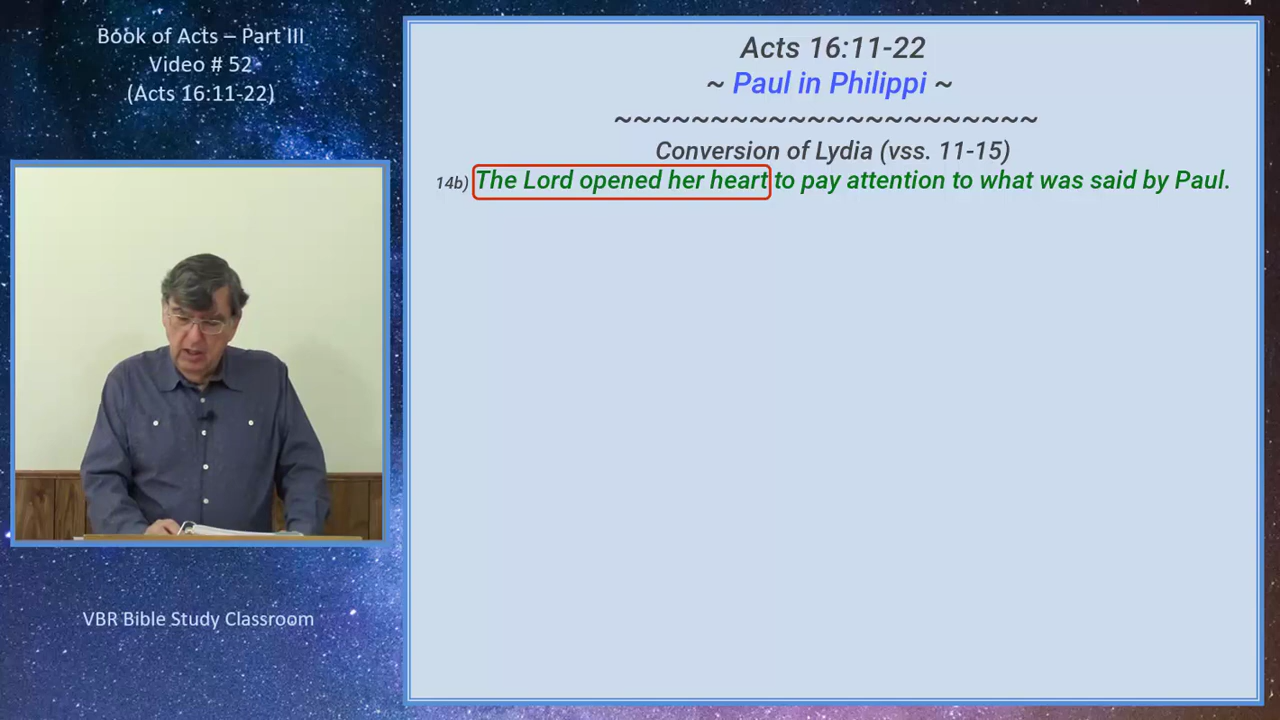 Book of Acts – Part III
Video # 52
(Acts 16:11-22)
Acts 16:11-22
~ Paul in Philippi ~
~~~~~~~~~~~~~~~~~~~~~~
Conversion of Lydia (vss. 11-15)
14b) The Lord opened her heart to pay attention to what was said by Paul.
VBR Bible Study Classroom